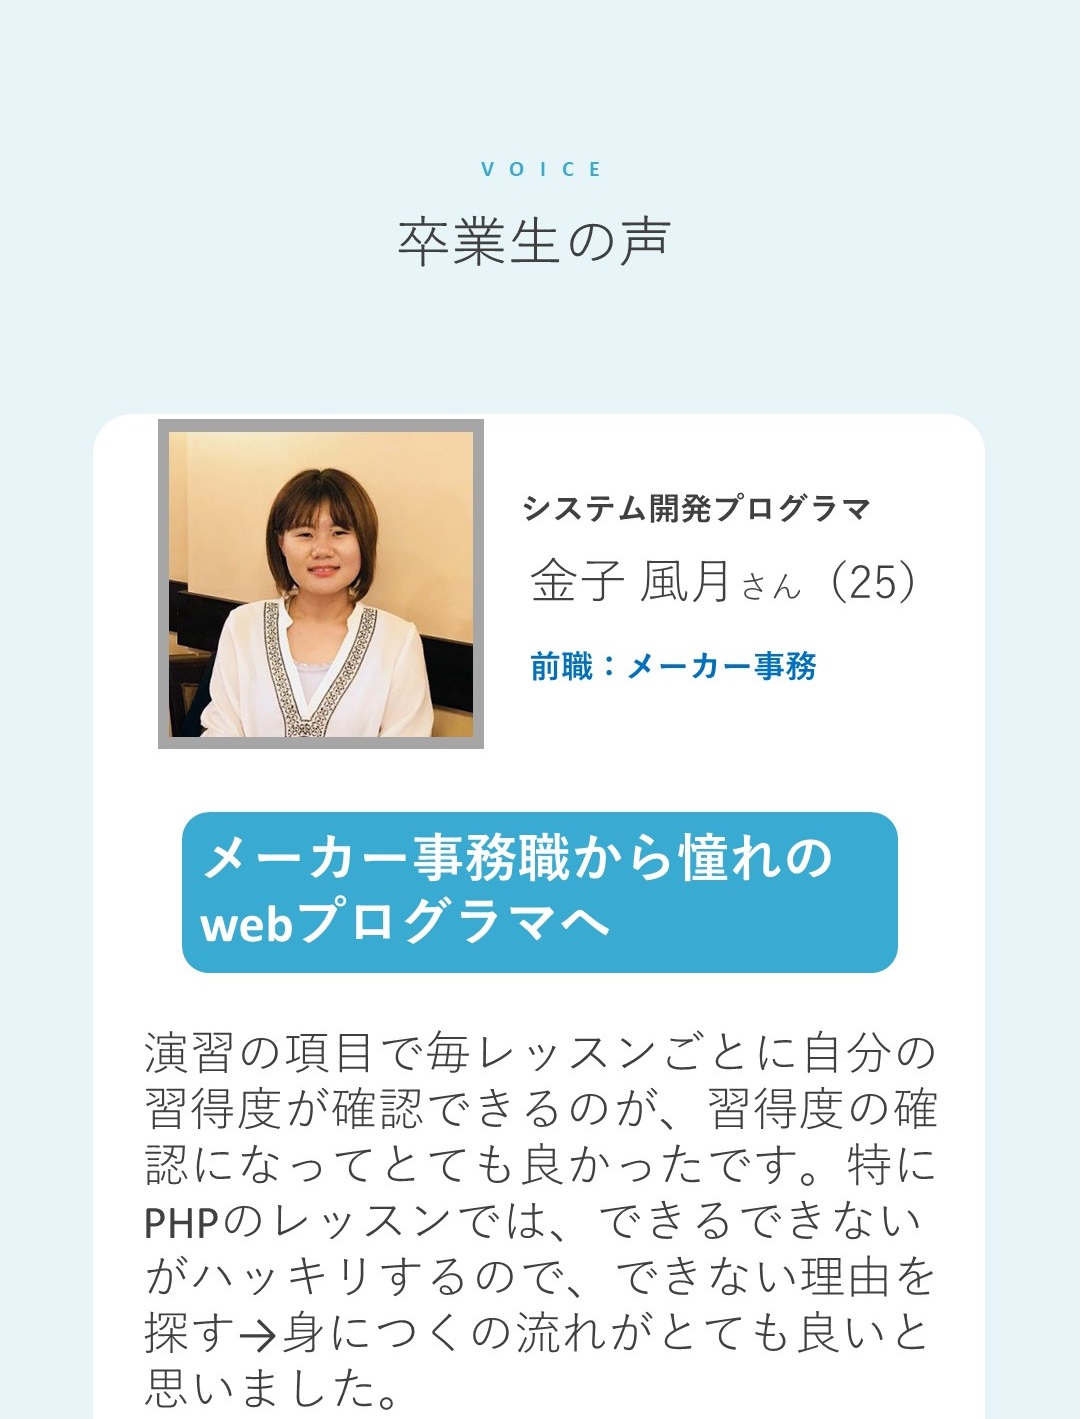 VOICE
卒業生の声
システム開発プログラマ
金子 風月さん（25）
前職：メーカー事務
メーカー事務職から憧れの
webプログラマへ
演習の項目で毎レッスンごとに自分の
習得度が確認できるのが、習得度の確
認になってとても良かったです。特に
PHPのレッスンでは、できるできない
がハッキリするので、できない理由を
探す→身につくの流れがとても良いと
思いました。